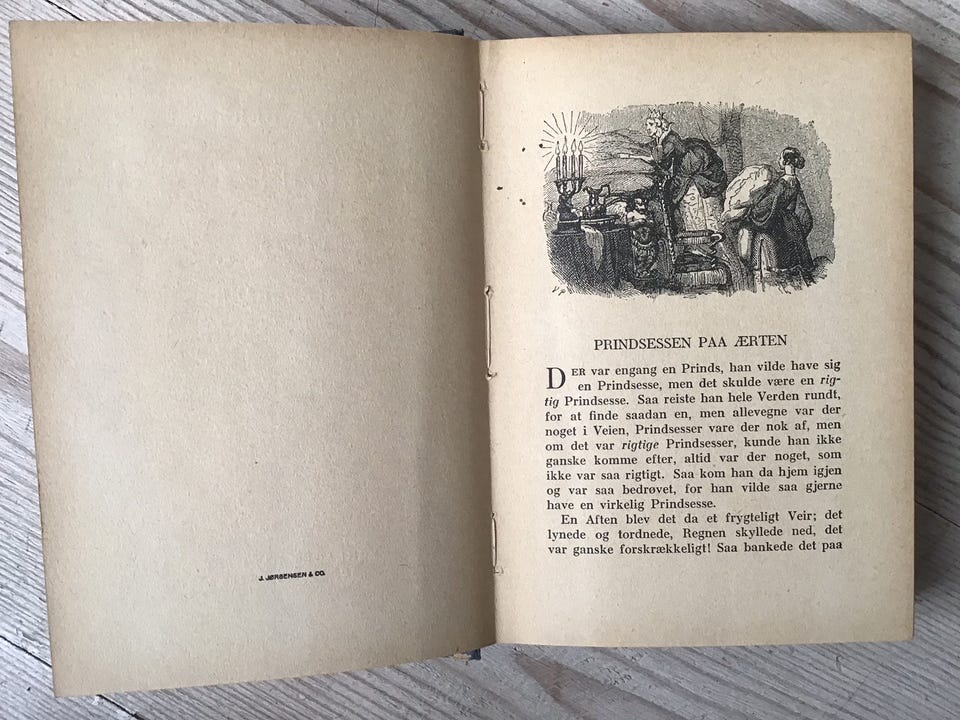 J. JØRGENSEN & CO.
PRINDSESSEN PAA ÆRTEN
DER var engang en Prinds, han vilde have sig
en Prindsesse, men det skulde være en rig-
tig Prindsesse. Saa reiste han hele Verden rundt,
for at finde saadan en, men allevegne var der
noget i Veien, Prindsesser vare der nok af, men
om det var rigtige Prindsesser, kunde han ikke
ganske komme efter, altid var der noget, som
ikke var saa rigtigt. Saa kom han da hjem igjen
og var saa bedrøvet, for han vilde saa gjerne
have en virkelig Prindsesse.
En Aften blev det da et frygteligt Veir; det
lynede og tordnede, Regnen skyllede ned, det
var ganske forskrækkeligt! Saa bankede det paa